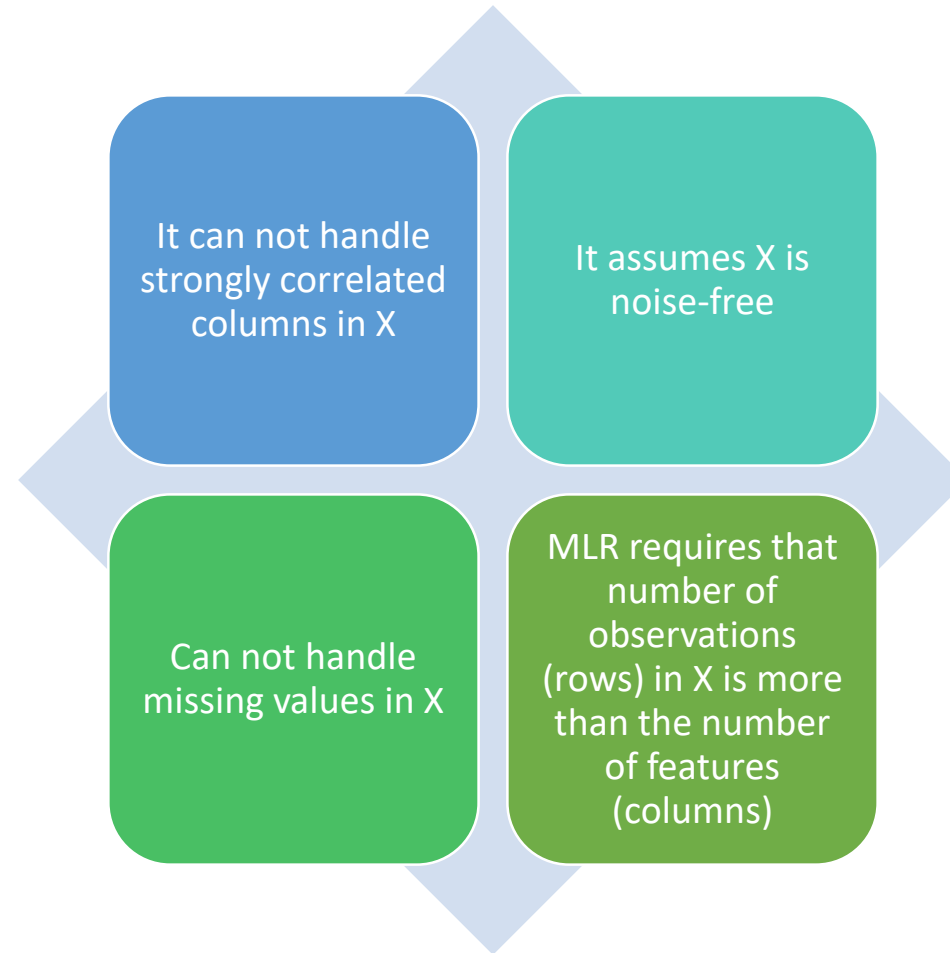 It can not handle
strongly correlated
columns in X
It assumes X is
noise-free
Can not handle
missing values in X
MLR requires that
number of
observations
(rows) in X is more
than the number
of features
(columns)